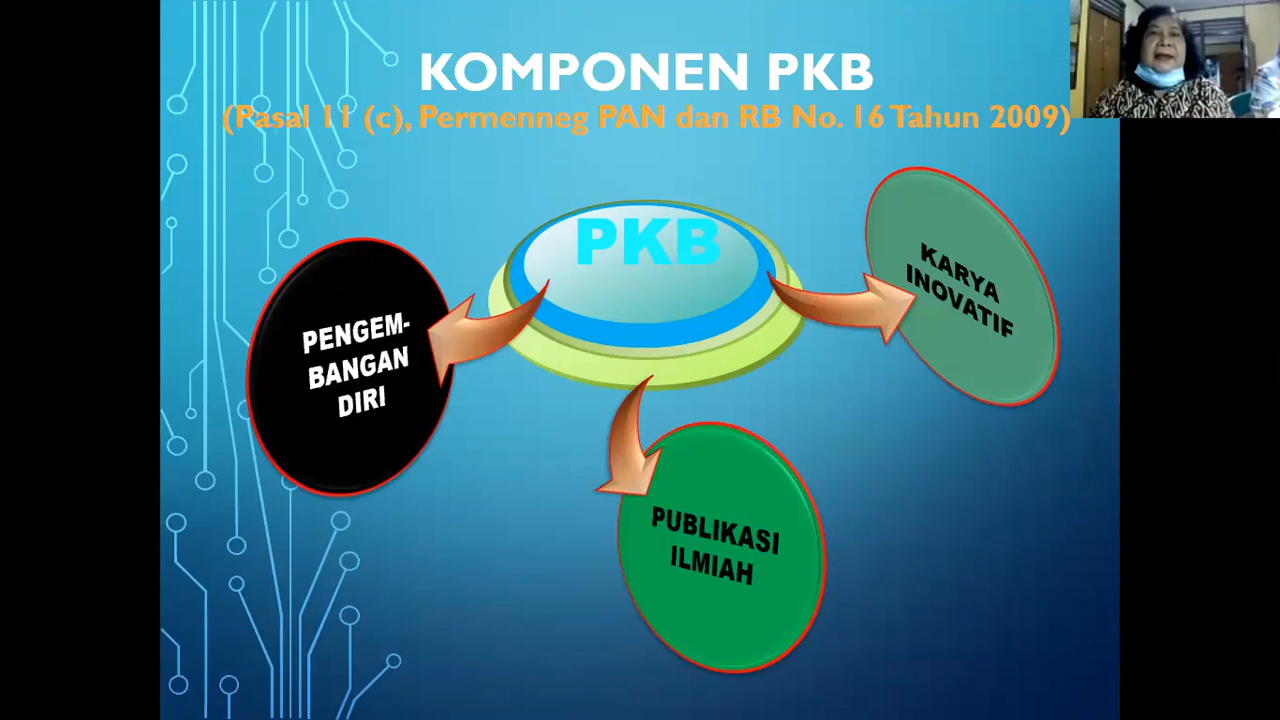 KOMPONEN PKB
(Pasal 11 (c), Permenneg PAN dan RB No. 16 Tahun 2009)
PKB
PENGEM-
BANGAN
DIRI
KARYA
INOVATIF
PUBLIKASI
ILMIAH